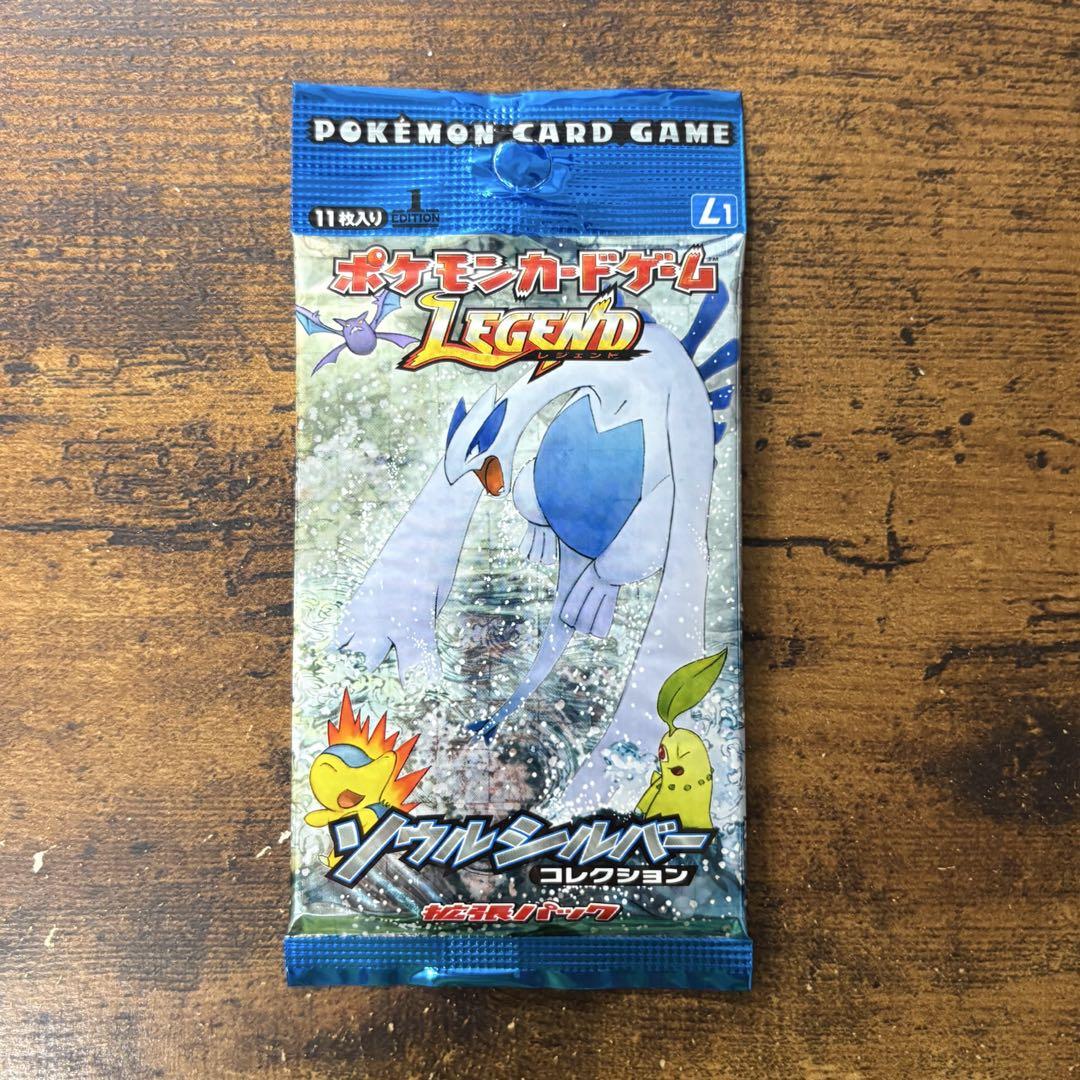 POKÉMON CARD GAME
11枚入り
1
EDITION
L1
ポケモンカードゲーム™
LEGEND
レジェンド
ソウルシルバー
コレクション
拡張パック